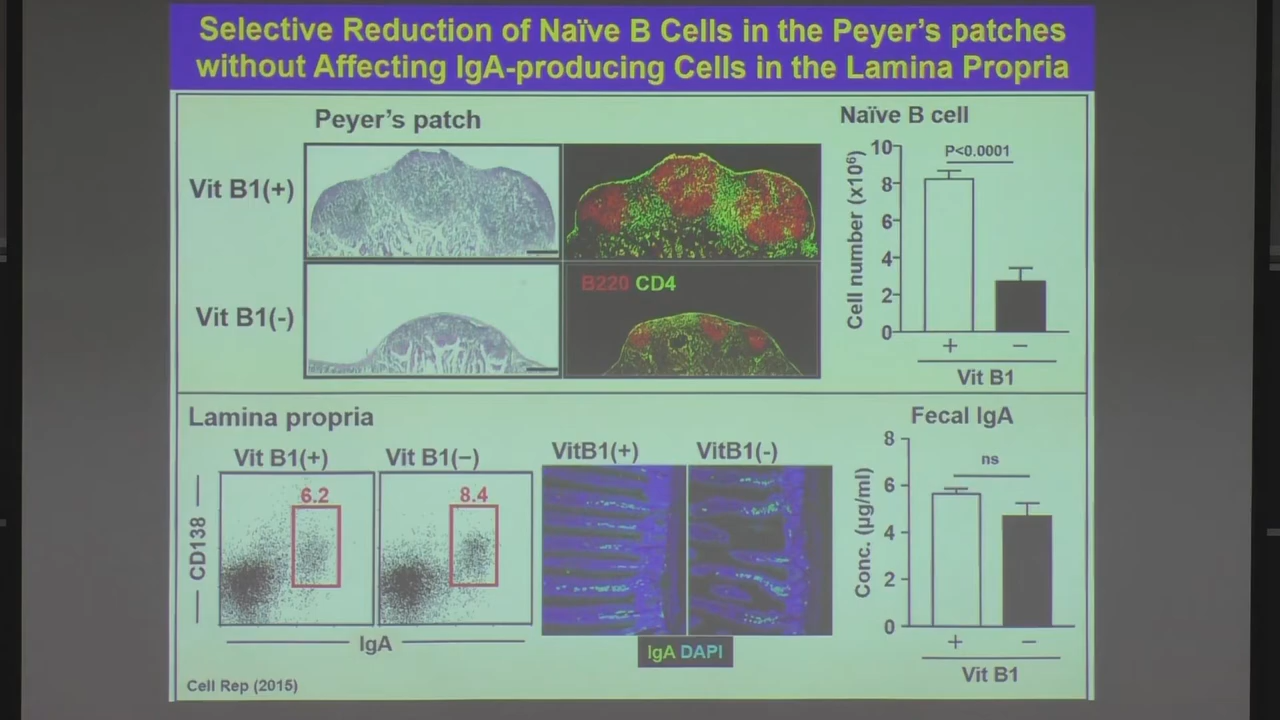 Selective Reduction of Naïve B Cells in the Peyer's patches
without Affecting IgA-producing Cells in the Lamina Propria
Peyer's patch
Vit B1(+)
Vit B1(-)
B220 CD4
Naïve B cell
Cell number (x10⁶)
10
8
6
4
2
0
P<0.0001
+
−
Vit B1
Lamina propria
Vit B1(+)
Vit B1(−)
6.2
8.4
CD138
IgA
VitB1(+)
VitB1(-)
IgA DAPI
Fecal IgA
Conc. (μg/ml)
8
6
4
2
0
ns
+
−
Vit B1
Cell Rep (2015)